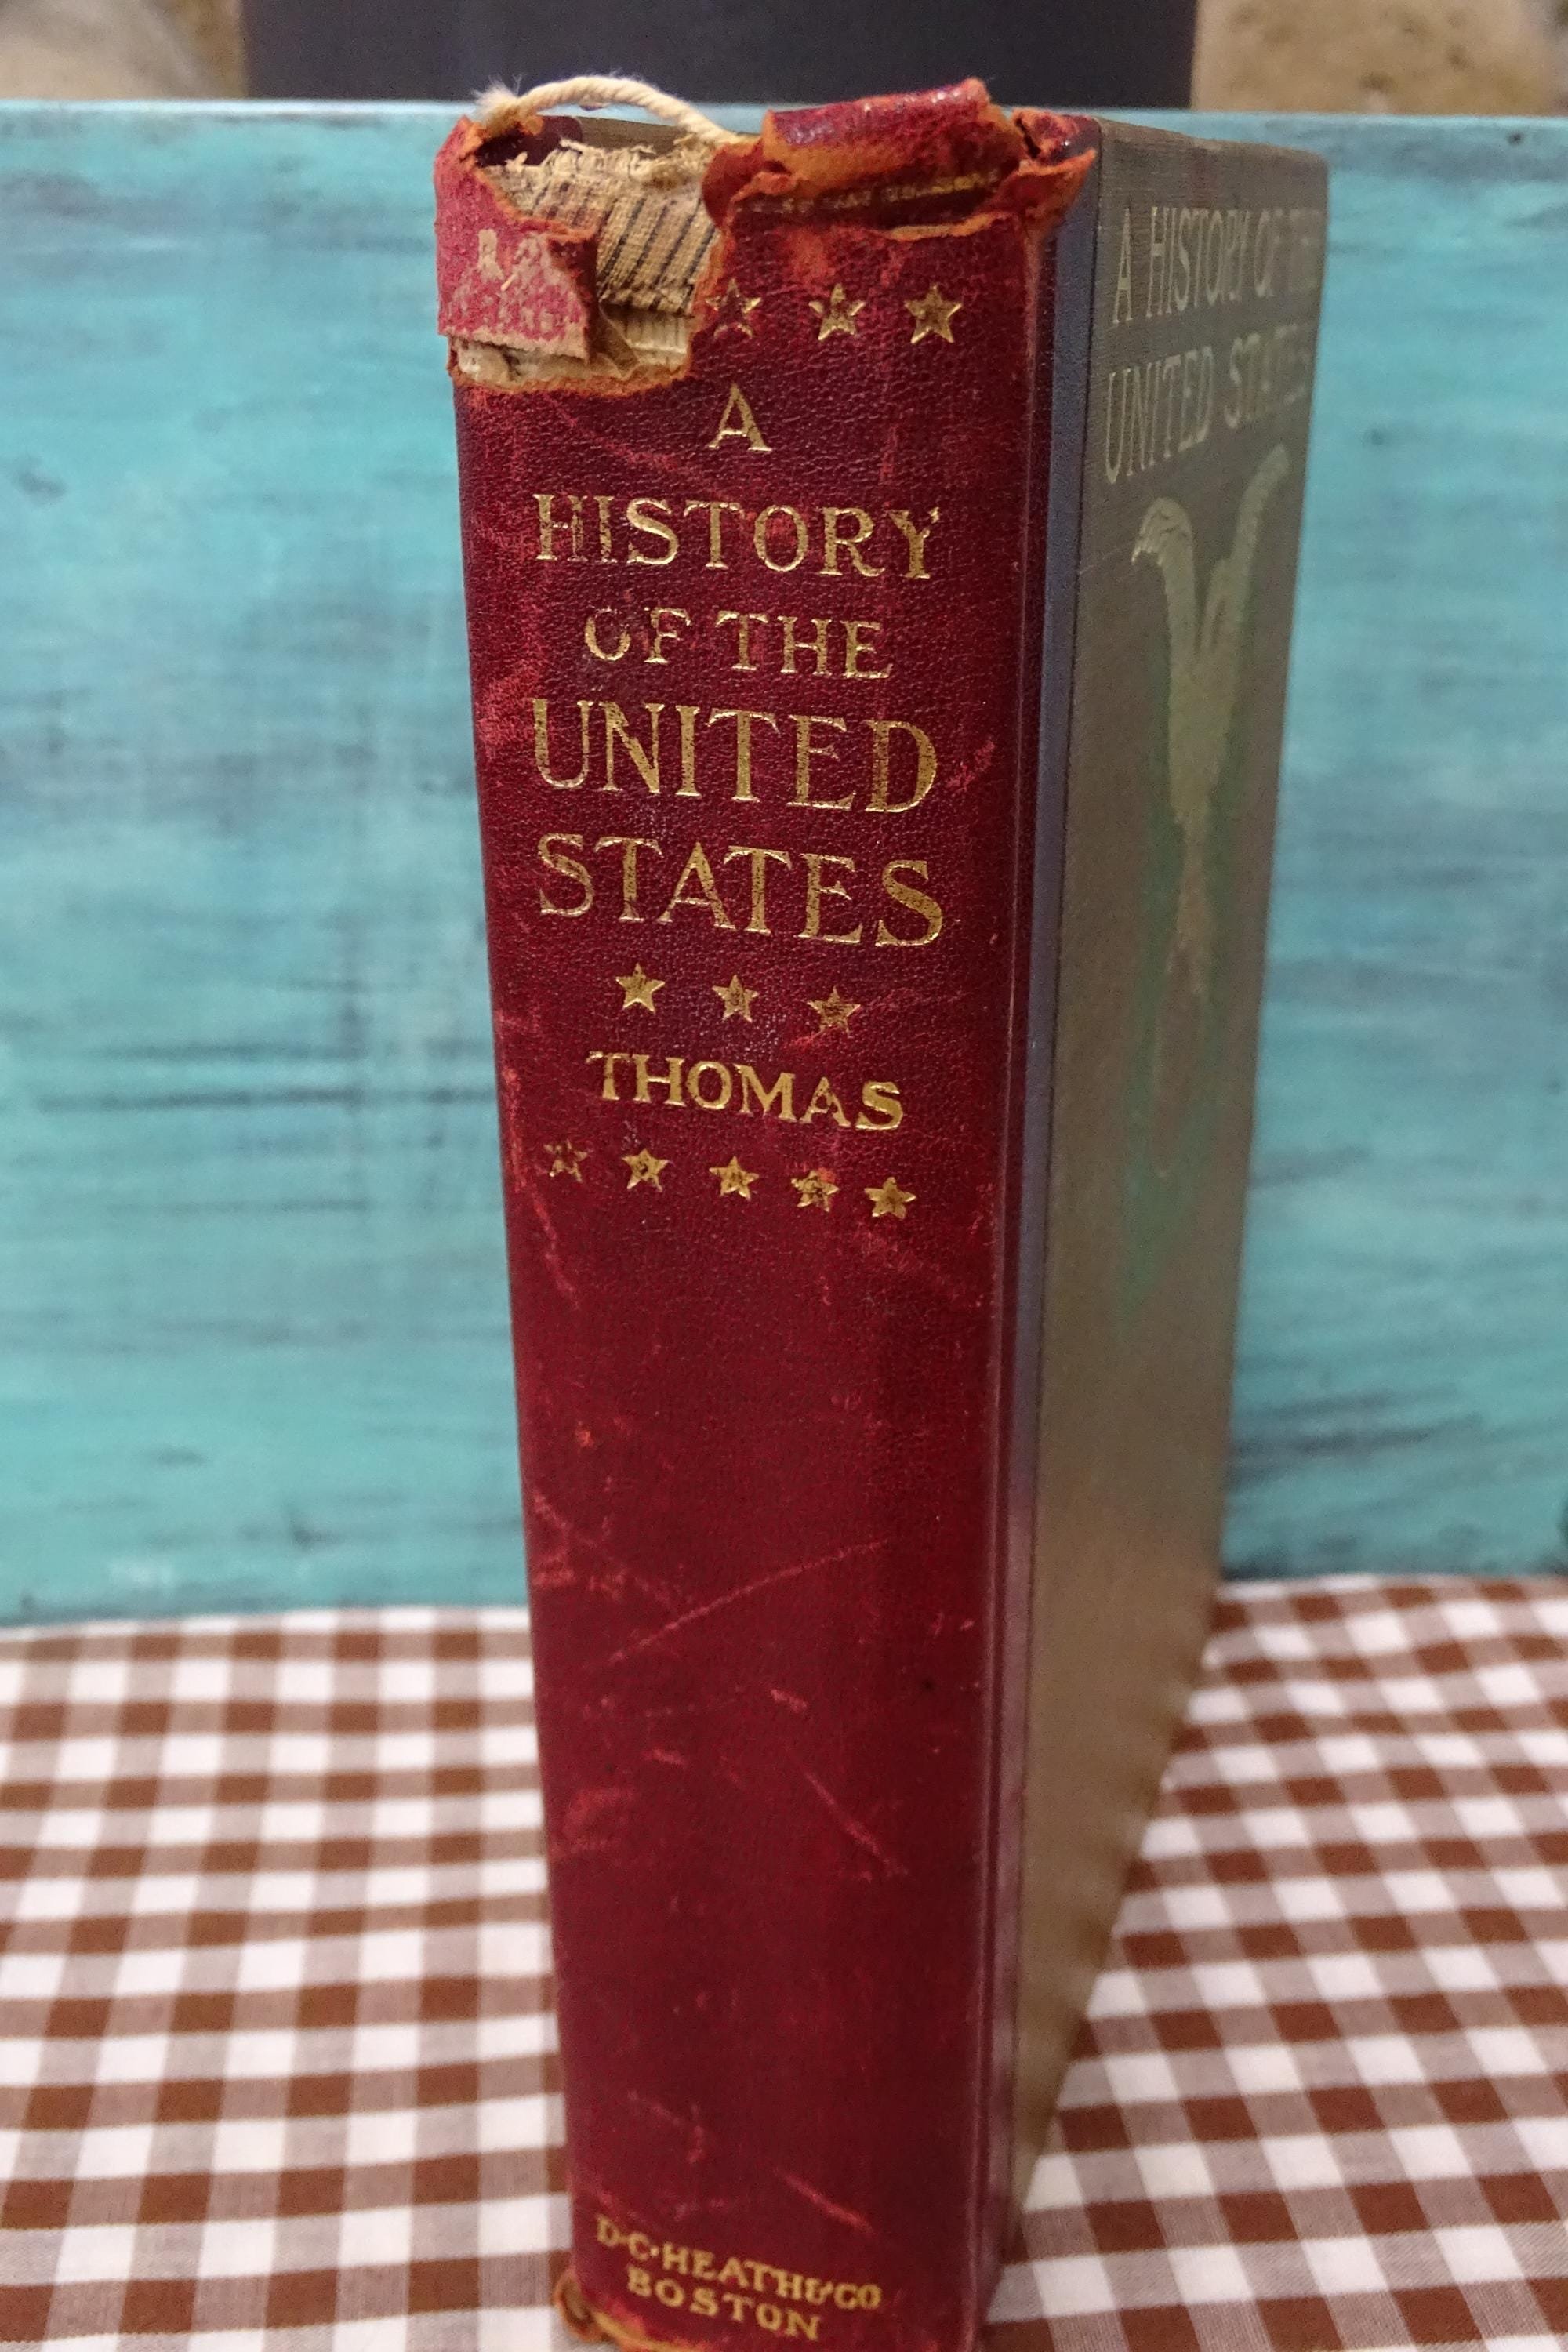 A
HISTORY
OF THE
UNITED
STATES
THOMAS
D·C·HEATH&CO
BOSTON
A HISTORY OF THE
UNITED STATES